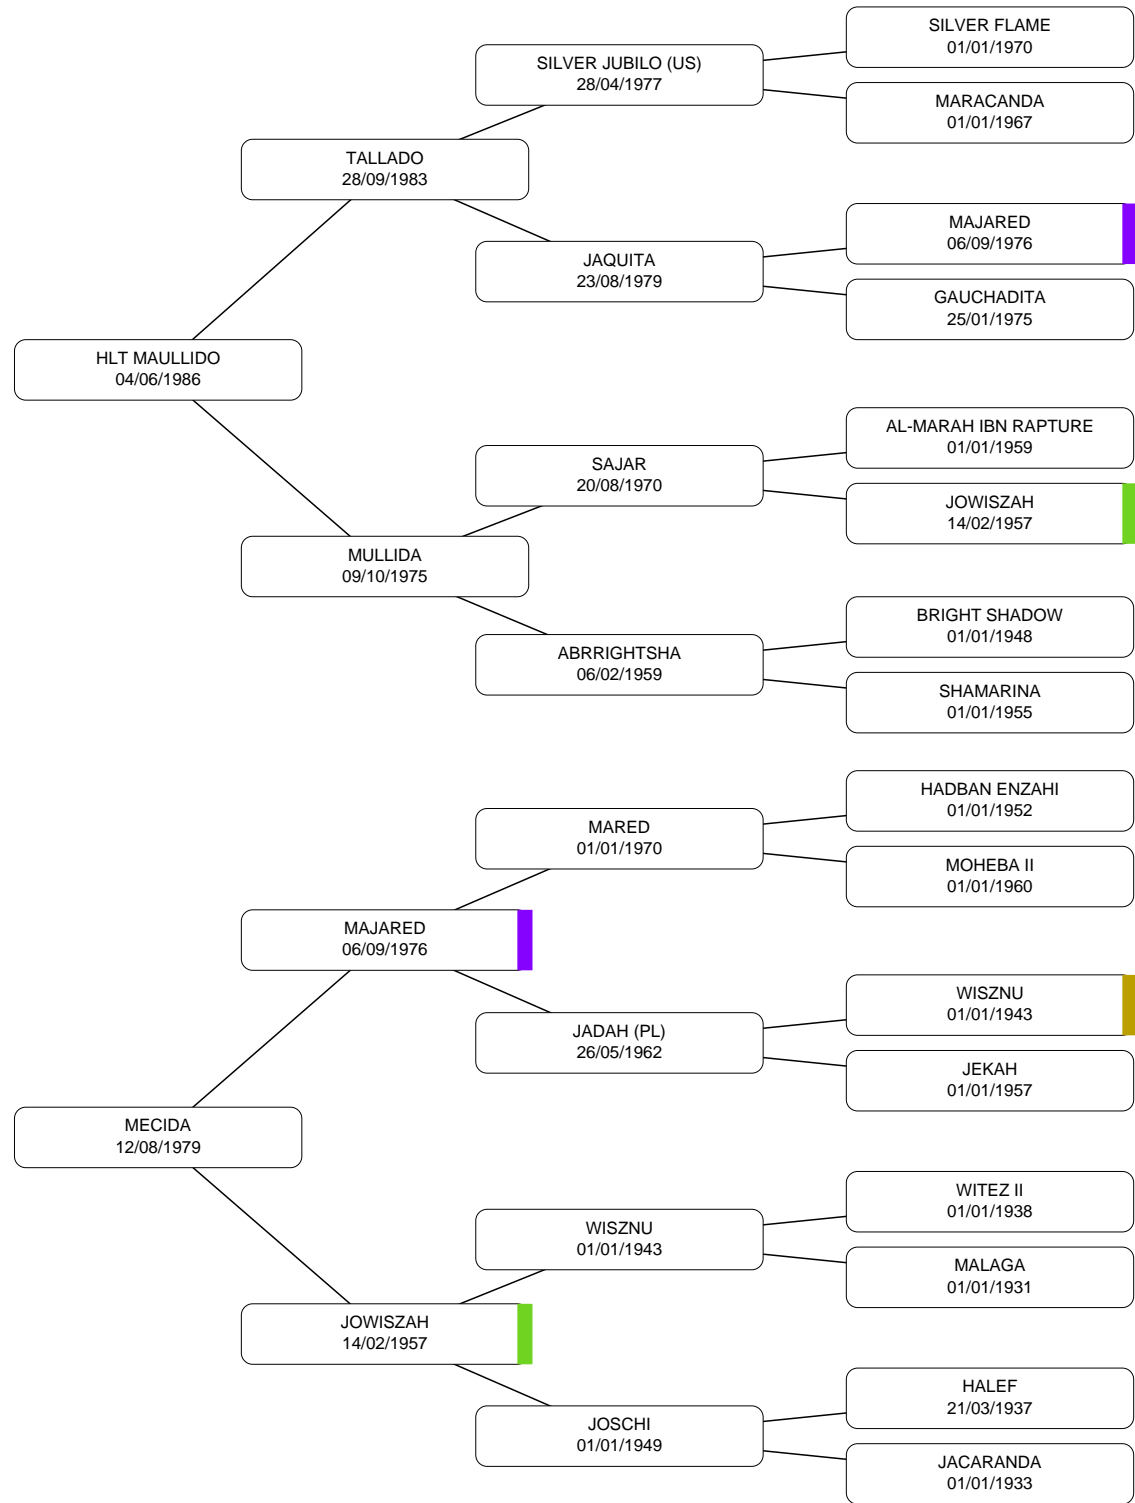 SILVER FLAME
01/01/1970
SILVER JUBILO (US)
28/04/1977
MARACANDA
01/01/1967
TALLADO
28/09/1983
MAJARED
06/09/1976
JAQUITA
23/08/1979
GAUCHADITA
25/01/1975
HLT MAULLIDO
04/06/1986
AL-MARAH IBN RAPTURE
01/01/1959
SAJAR
20/08/1970
JOWISZAH
14/02/1957
MULLIDA
09/10/1975
BRIGHT SHADOW
01/01/1948
ABRRIGHTSHA
06/02/1959
SHAMARINA
01/01/1955
HADBAN ENZAHI
01/01/1952
MARED
01/01/1970
MOHEBA II
01/01/1960
MAJARED
06/09/1976
WISZNU
01/01/1943
JADAH (PL)
26/05/1962
JEKAH
01/01/1957
MECIDA
12/08/1979
WITEZ II
01/01/1938
WISZNU
01/01/1943
MALAGA
01/01/1931
JOWISZAH
14/02/1957
HALEF
21/03/1937
JOSCHI
01/01/1949
JACARANDA
01/01/1933